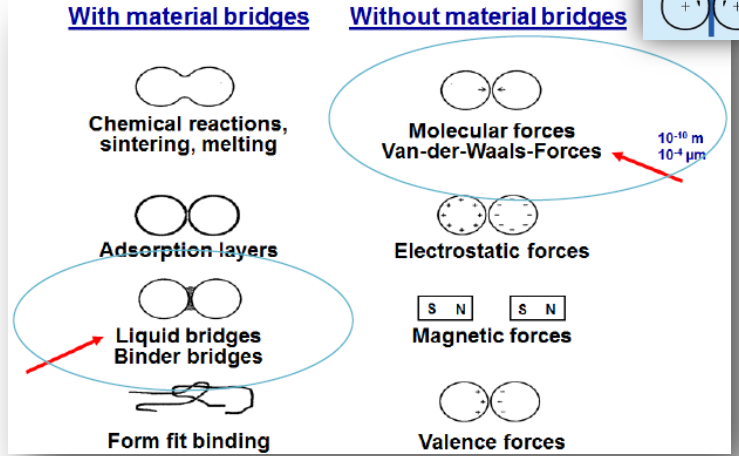 With material bridges
Without material bridges
Chemical reactions,
sintering, melting
Molecular forces
Van-der-Waals-Forces
10⁻¹⁰ m
10⁻⁴ µm
Adsorption layers
Electrostatic forces
Liquid bridges
Binder bridges
S N S N
Magnetic forces
Form fit binding
Valence forces